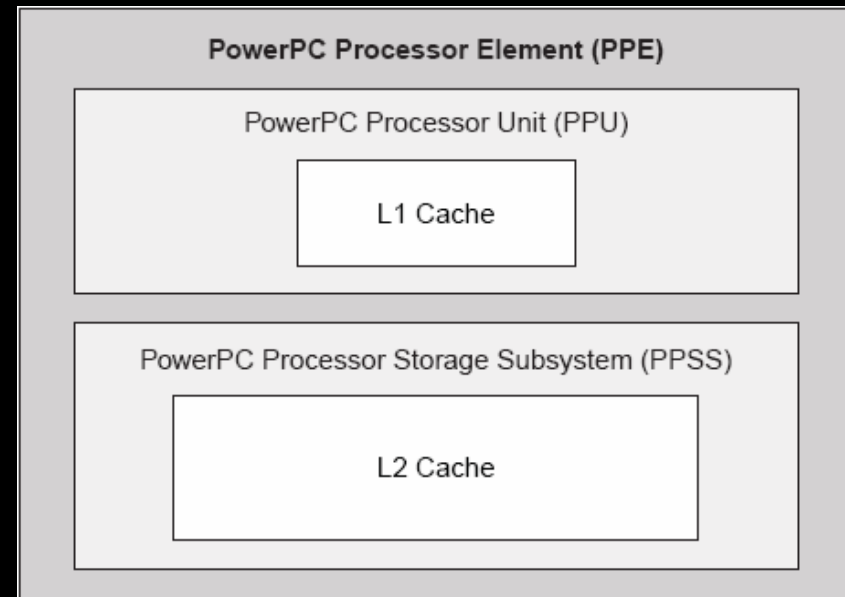 PowerPC Processor Element (PPE)
PowerPC Processor Unit (PPU)
L1 Cache
PowerPC Processor Storage Subsystem (PPSS)
L2 Cache